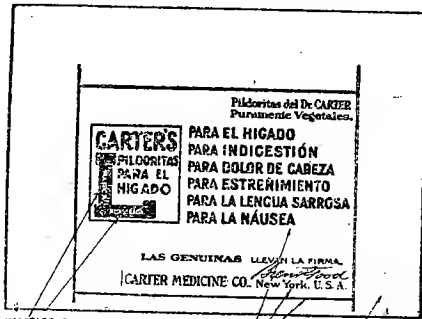 Pildoritas del Dr. CARTER
Puramente Vegetales.
CARTER'S
PILDORITAS
PARA EL
HIGADO
PARA EL HIGADO
PARA INDIGESTIÓN
PARA DOLOR DE CABEZA
PARA ESTREÑIMIENTO
PARA LA LENGUA SARROSA
PARA LA NÁUSEA
LAS GENUINAS LLEVAN LA FIRMA,
CARTER MEDICINE CO., New York, U. S. A.